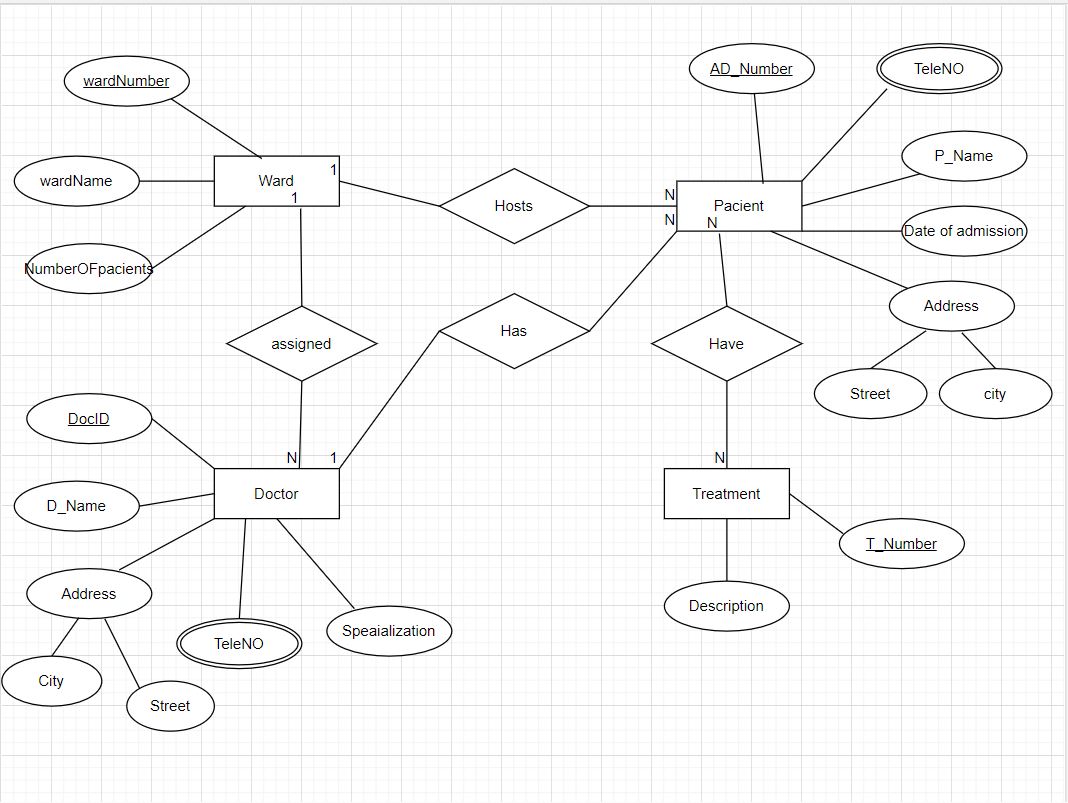 AD_Number
TeleNO
wardNumber
P_Name
wardName
1
Ward
1
Hosts
N
Pacient
N
N
Date of admission
NumberOFpacients
Address
assigned
Has
Have
Street
city
DocID
N
1
N
D_Name
Doctor
Treatment
T_Number
Address
Description
TeleNO
Speaialization
City
Street